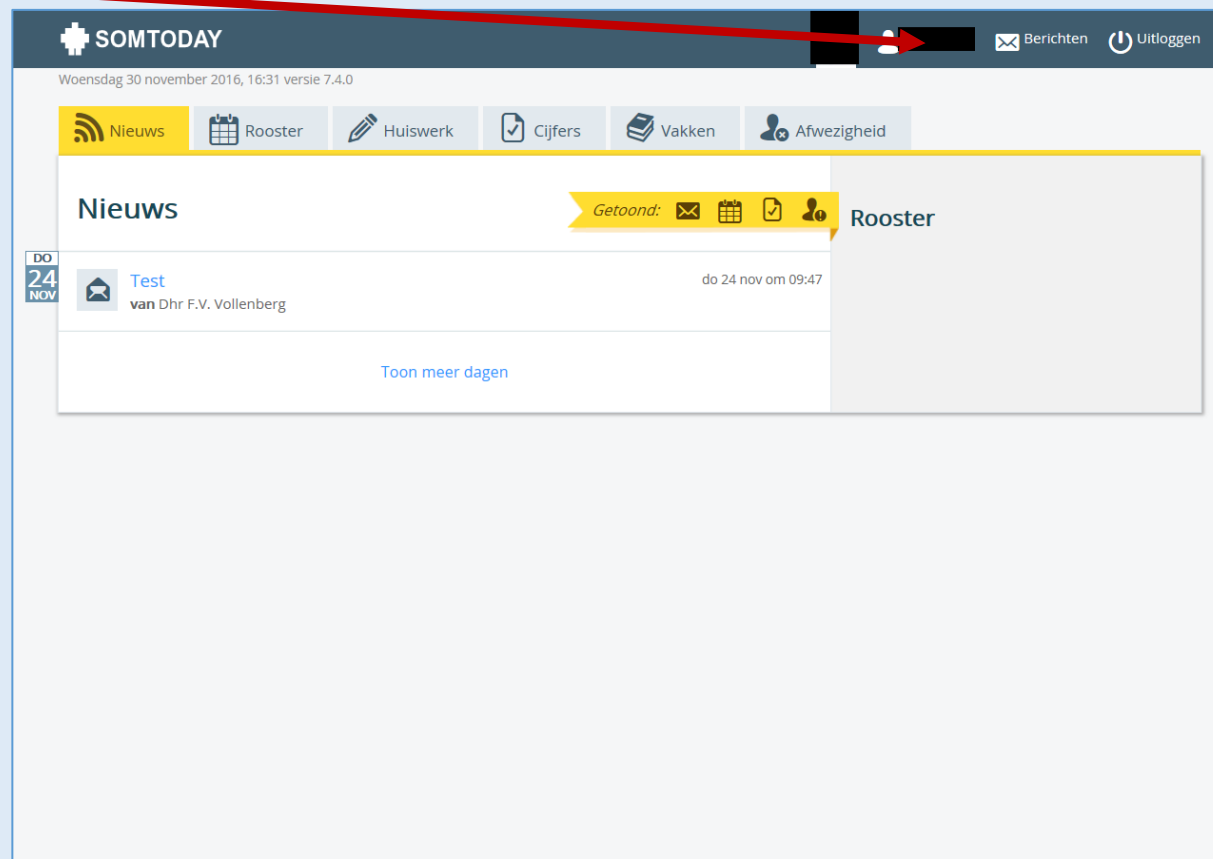 SOMTODAY
Berichten
Uitloggen
Woensdag 30 november 2016, 16:31 versie 7.4.0
Nieuws
Rooster
Huiswerk
Cijfers
Vakken
Afwezigheid
Nieuws
Getoond:
Rooster
DO
24
NOV
Test
do 24 nov om 09:47
van Dhr F.V. Vollenberg
Toon meer dagen